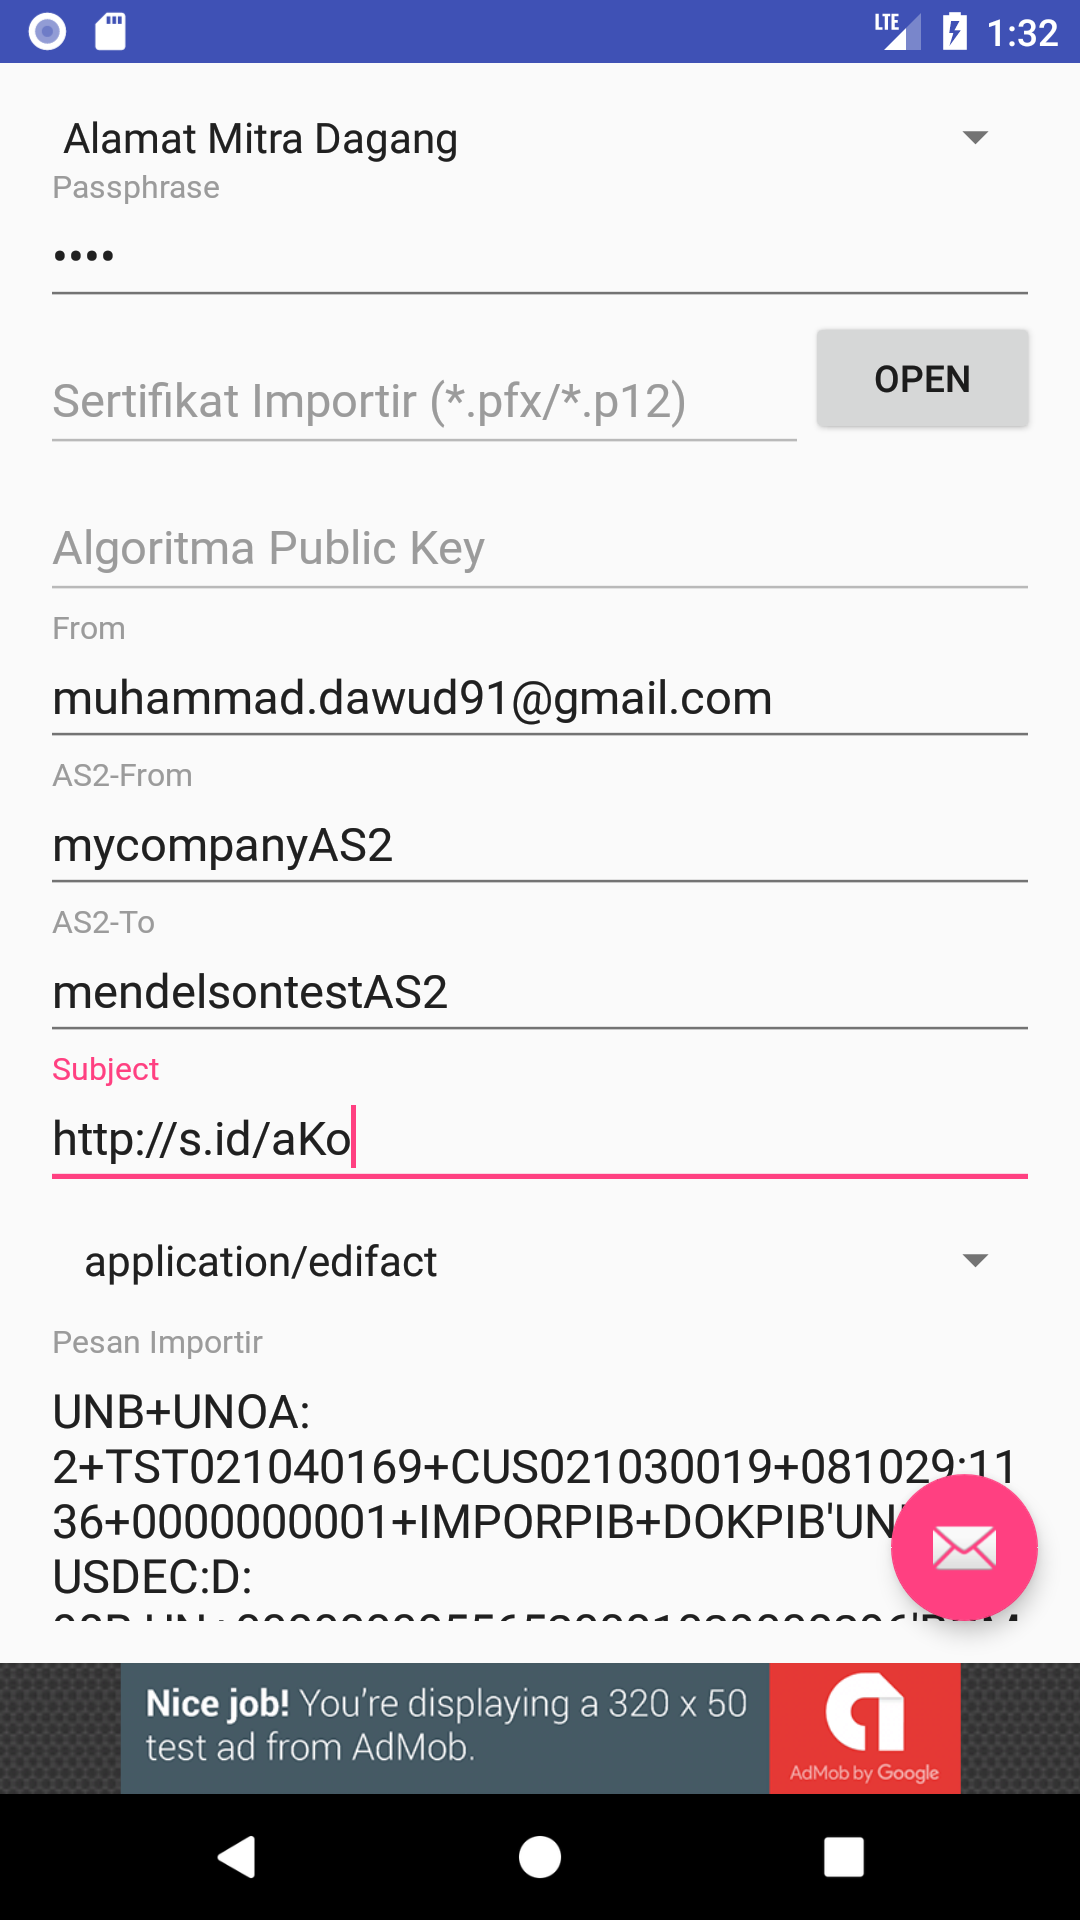 LTE 1:32
Alamat Mitra Dagang
Passphrase
••••
Sertifikat Importir (*.pfx/*.p12)
OPEN
Algoritma Public Key
From
muhammad.dawud91@gmail.com
AS2-From
mycompanyAS2
AS2-To
mendelsontestAS2
Subject
http://s.id/aKo
application/edifact
Pesan Importir
UNB+UNOA:
2+TST021040169+CUS021030019+081029:11
36+0000000001+IMPORPIB+DOKPIB'UN
USDEC:D:
Nice job! You're displaying a 320 x 50
test ad from AdMob.
AdMob by Google